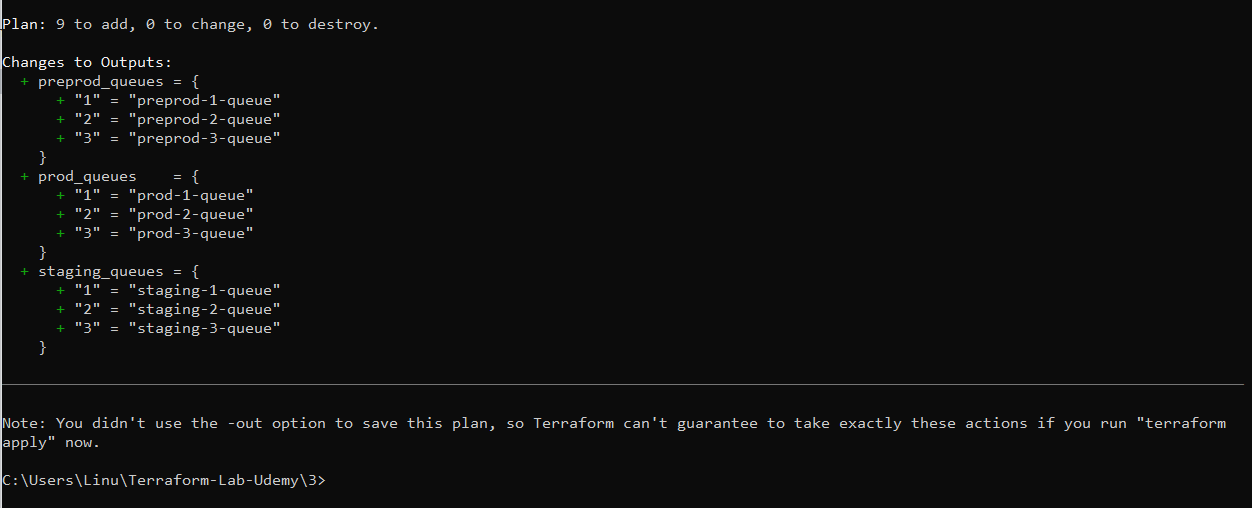 Plan: 9 to add, 0 to change, 0 to destroy.
Changes to Outputs:
  + preprod_queues = {
      + "1" = "preprod-1-queue"
      + "2" = "preprod-2-queue"
      + "3" = "preprod-3-queue"
    }
  + prod_queues    = {
      + "1" = "prod-1-queue"
      + "2" = "prod-2-queue"
      + "3" = "prod-3-queue"
    }
  + staging_queues = {
      + "1" = "staging-1-queue"
      + "2" = "staging-2-queue"
      + "3" = "staging-3-queue"
    }
Note: You didn't use the -out option to save this plan, so Terraform can't guarantee to take exactly these actions if you run "terraform
apply" now.
C:\Users\Linu\Terraform-Lab-Udemy\3>